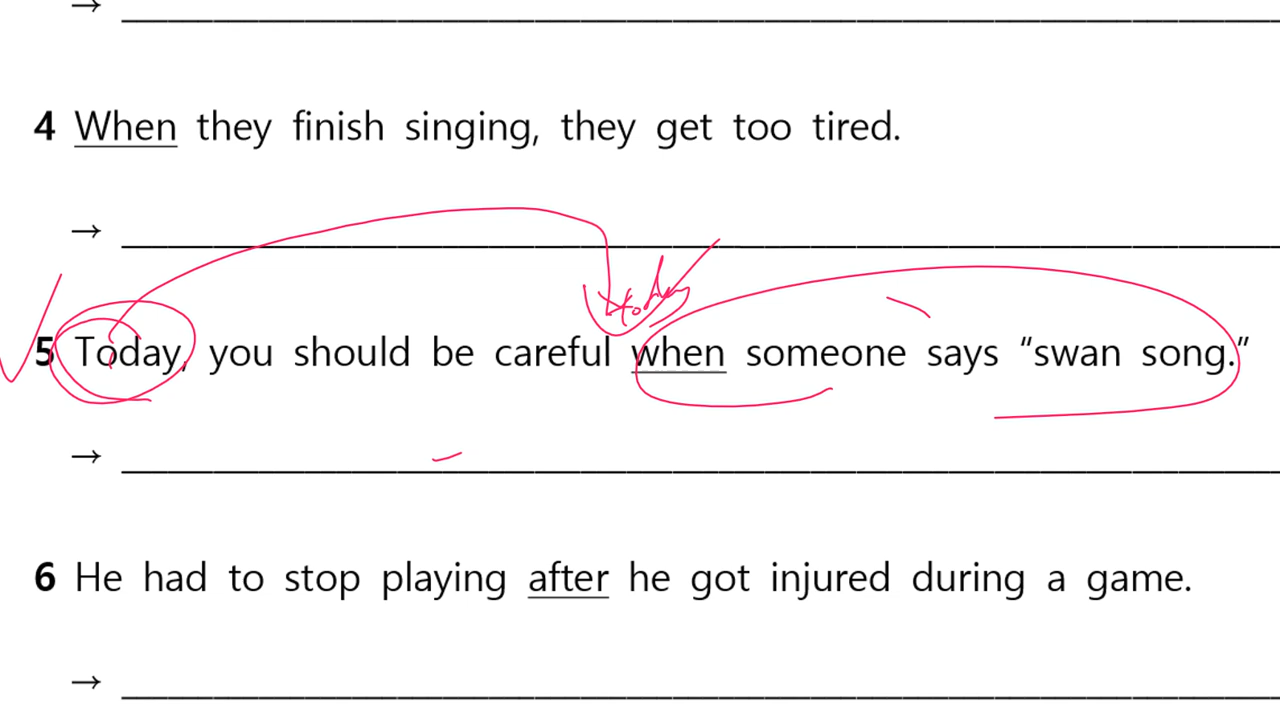 →
4 When they finish singing, they get too tired.
→
today
5 Today, you should be careful when someone says “swan song.”
→
6 He had to stop playing after he got injured during a game.
→